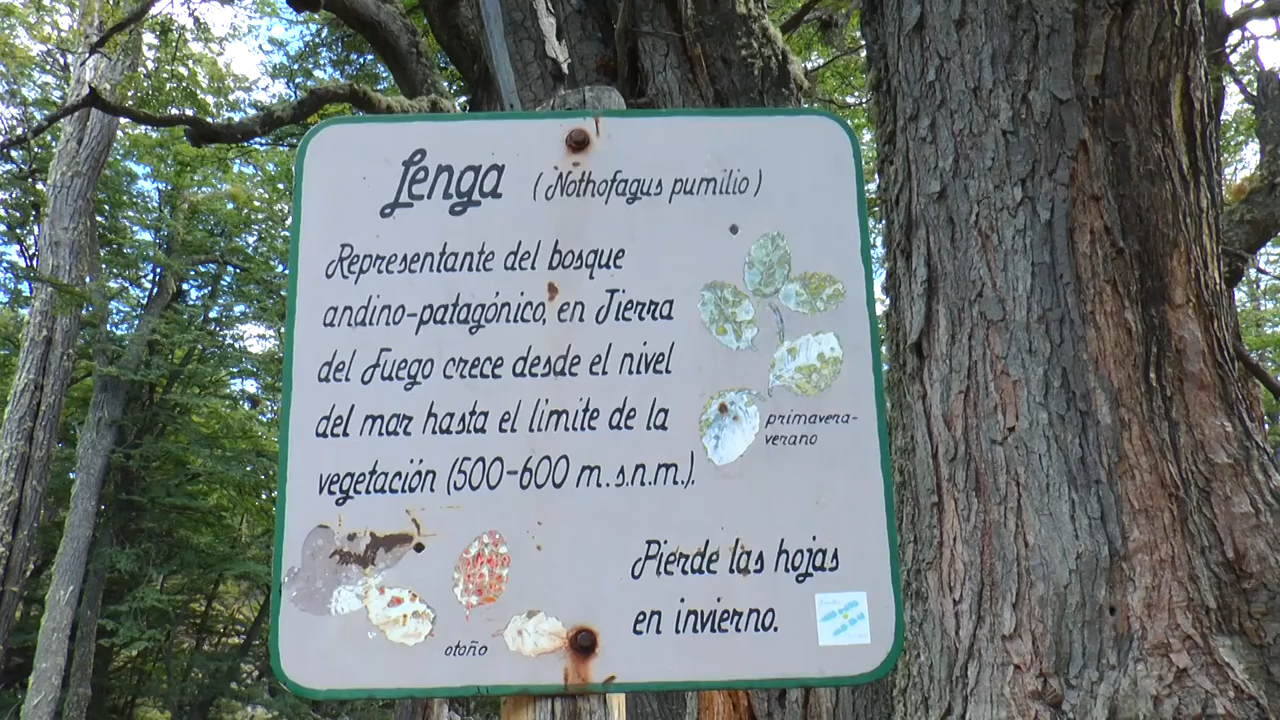 Lenga (Nothofagus pumilio)
Representante del bosque
andino-patagónico, en Tierra
del Fuego crece desde el nivel
del mar hasta el límite de la
vegetación (500-600 m.s.n.m.).
primavera-
verano
Pierde las hojas
en invierno.
otoño